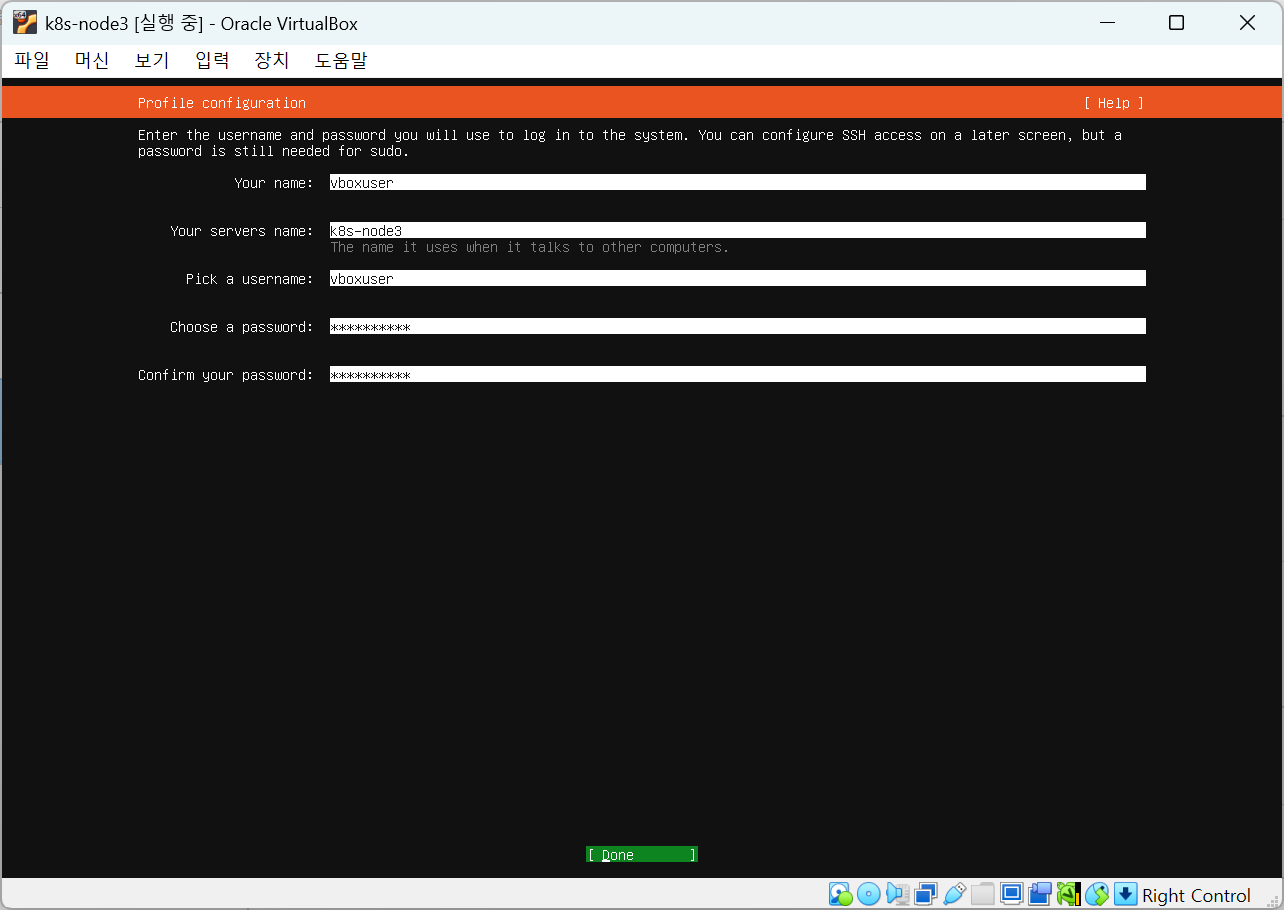 k8s-node3 [실행 중] - Oracle VirtualBox
파일 머신 보기 입력 장치 도움말
Profile configuration [ Help ]
Enter the username and password you will use to log in to the system. You can configure SSH access on a later screen, but a
password is still needed for sudo.
Your name: vboxuser
Your servers name: k8s-node3
The name it uses when it talks to other computers.
Pick a username: vboxuser
Choose a password: **********
Confirm your password: **********
[ Done ]
Right Control